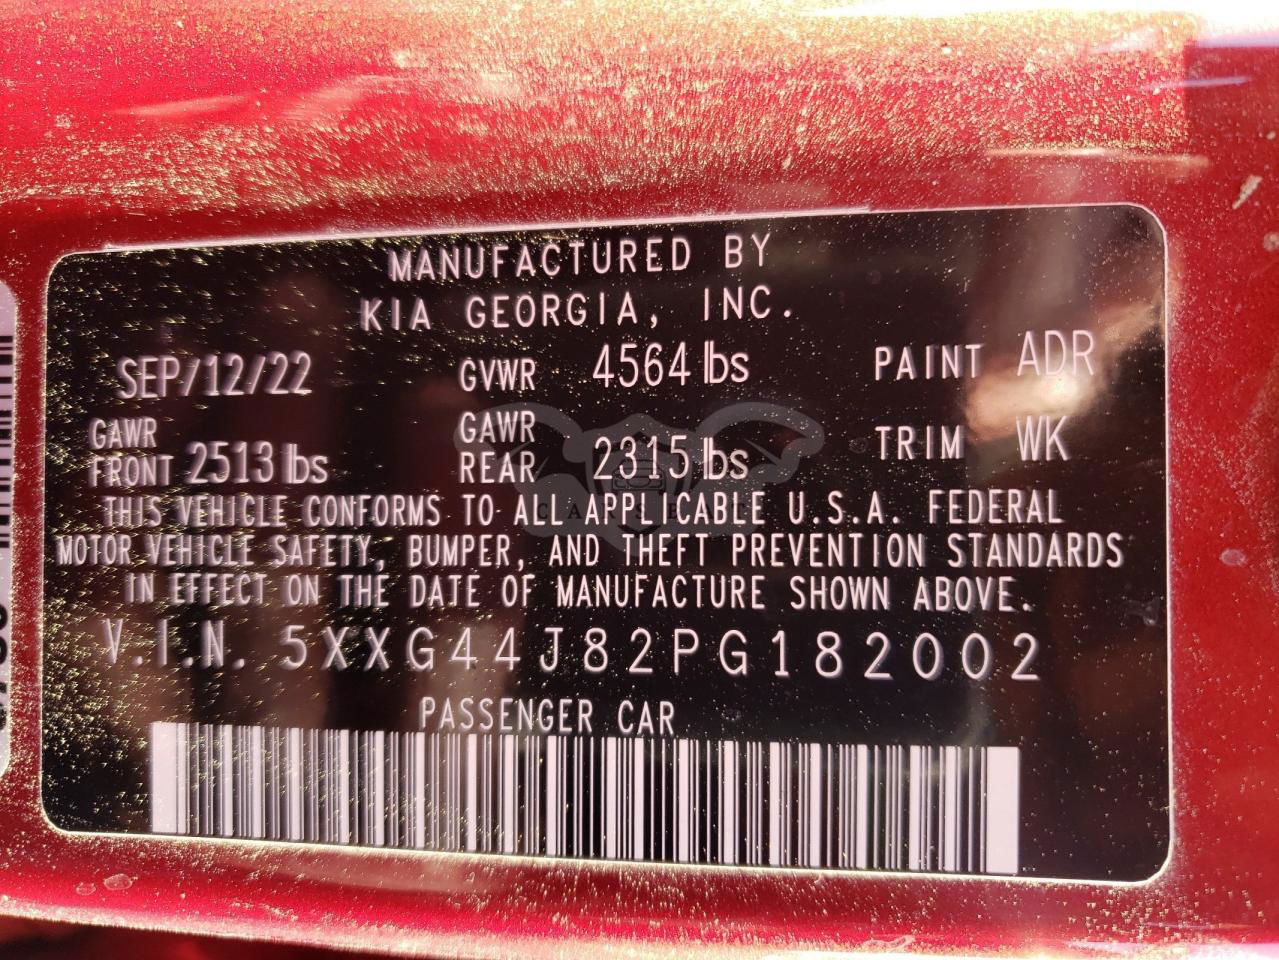 MANUFACTURED BY
KIA GEORGIA, INC.
SEP/12/22 GVWR 4564 lbs PAINT ADR
GAWR FRONT 2513 lbs GAWR REAR 2315 lbs TRIM WK
THIS VEHICLE CONFORMS TO ALL APPLICABLE U.S.A. FEDERAL
MOTOR VEHICLE SAFETY, BUMPER, AND THEFT PREVENTION STANDARDS
IN EFFECT ON THE DATE OF MANUFACTURE SHOWN ABOVE.
V.I.N. 5XXG44J82PG182002
PASSENGER CAR